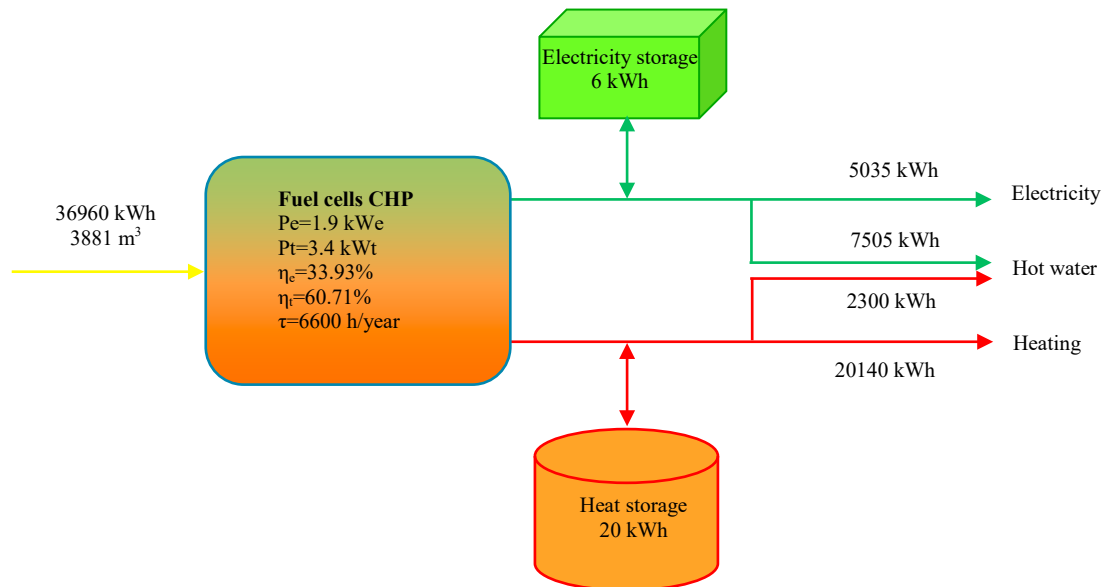 Electricity storage
6 kWh
36960 kWh
3881 m³
Fuel cells CHP
Pe=1.9 kWe
Pt=3.4 kWt
ηe=33.93%
ηt=60.71%
τ=6600 h/year
5035 kWh
Electricity
7505 kWh
Hot water
2300 kWh
Heating
20140 kWh
Heat storage
20 kWh